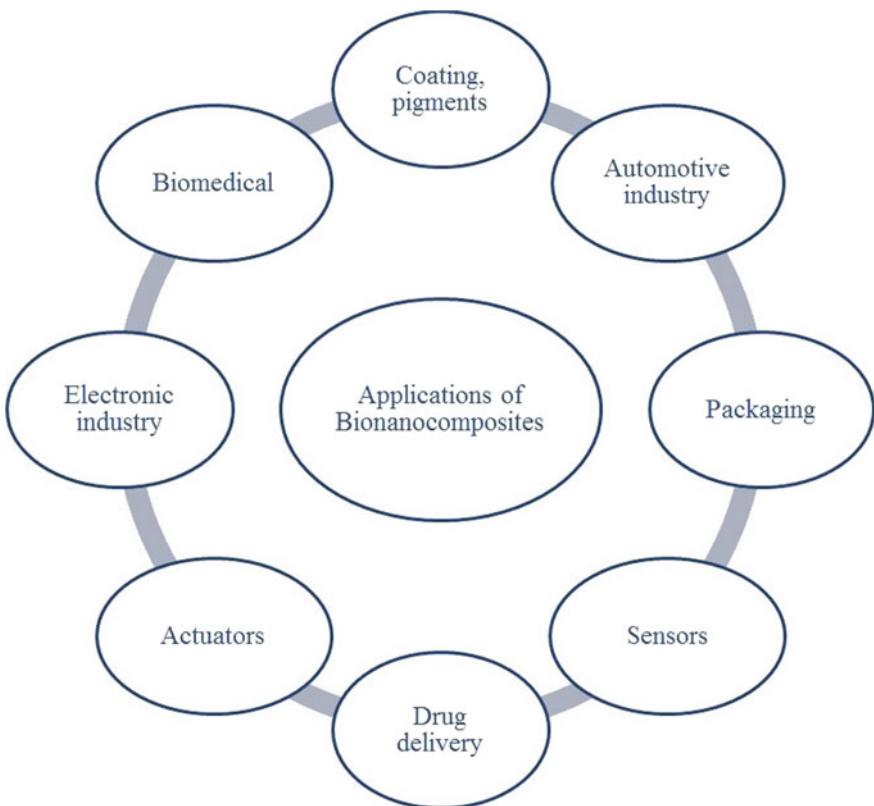 Coating,
pigments
Automotive
industry
Packaging
Sensors
Drug
delivery
Actuators
Electronic
industry
Biomedical
Applications of
Bionanocomposites